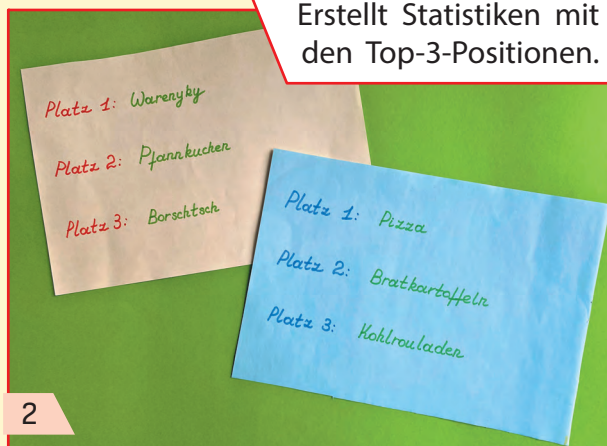 Erstellt Statistiken mit
den Top-3-Positionen.
Platz 1: Warenyky
Platz 2: Pfannkuchen
Platz 3: Borschtsch
Platz 1: Pizza
Platz 2: Bratkartoffeln
Platz 3: Kohlrouladen
2